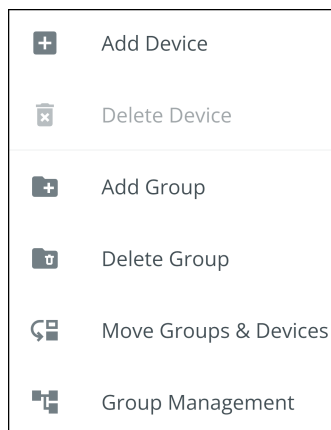 Add Device
Delete Device
Add Group
Delete Group
Move Groups & Devices
Group Management